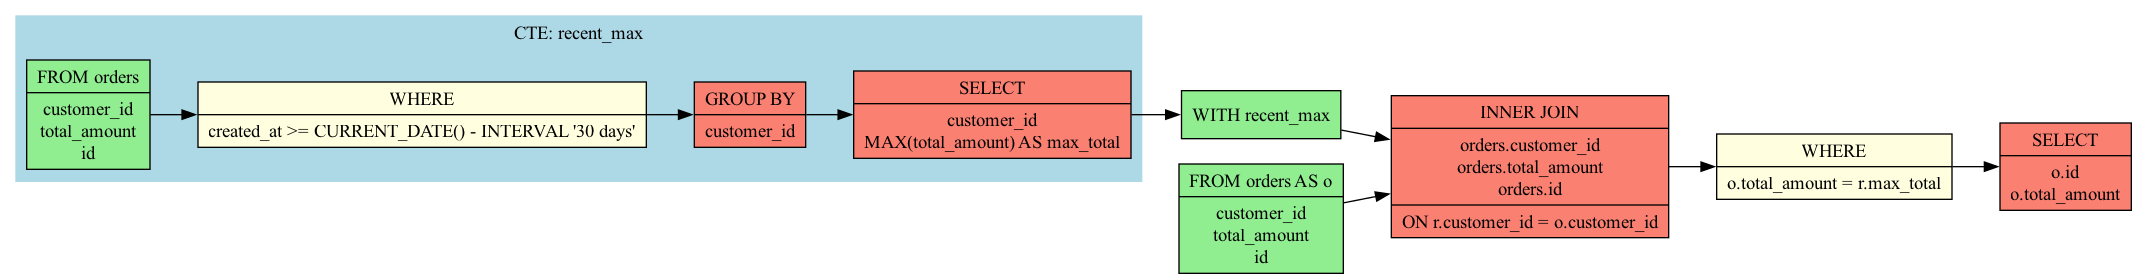 CTE: recent_max
FROM orders
customer_id
total_amount
id
WHERE
created_at >= CURRENT_DATE() - INTERVAL '30 days'
GROUP BY
customer_id
SELECT
customer_id
MAX(total_amount) AS max_total
WITH recent_max
FROM orders AS o
customer_id
total_amount
id
INNER JOIN
orders.customer_id
orders.total_amount
orders.id
ON r.customer_id = o.customer_id
WHERE
o.total_amount = r.max_total
SELECT
o.id
o.total_amount